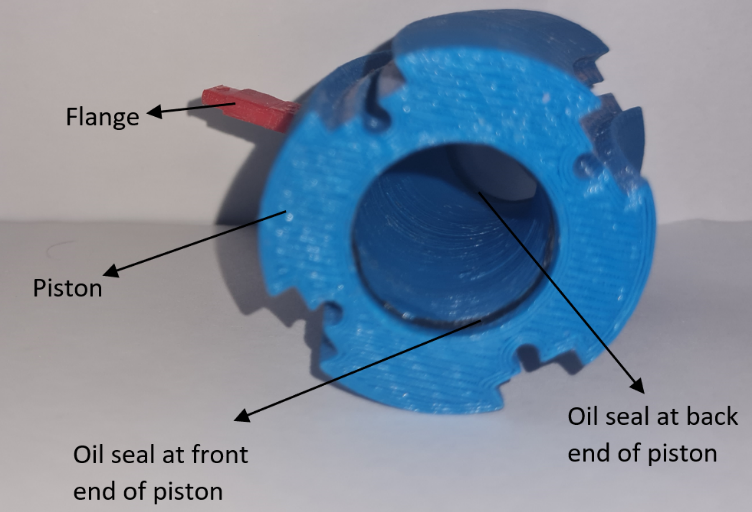 Flange
Piston
Oil seal at front
end of piston
Oil seal at back
end of piston